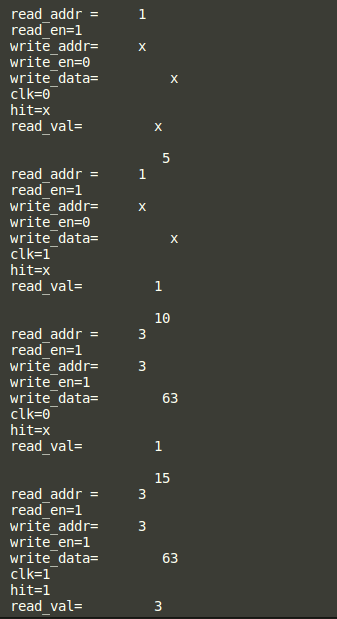 read_addr =     1
read_en=1
write_addr=     x
write_en=0
write_data=         x
clk=0
hit=x
read_val=         x
5
read_addr =     1
read_en=1
write_addr=     x
write_en=0
write_data=         x
clk=1
hit=x
read_val=         1
10
read_addr =     3
read_en=1
write_addr=     3
write_en=1
write_data=        63
clk=0
hit=x
read_val=         1
15
read_addr =     3
read_en=1
write_addr=     3
write_en=1
write_data=        63
clk=1
hit=1
read_val=         3